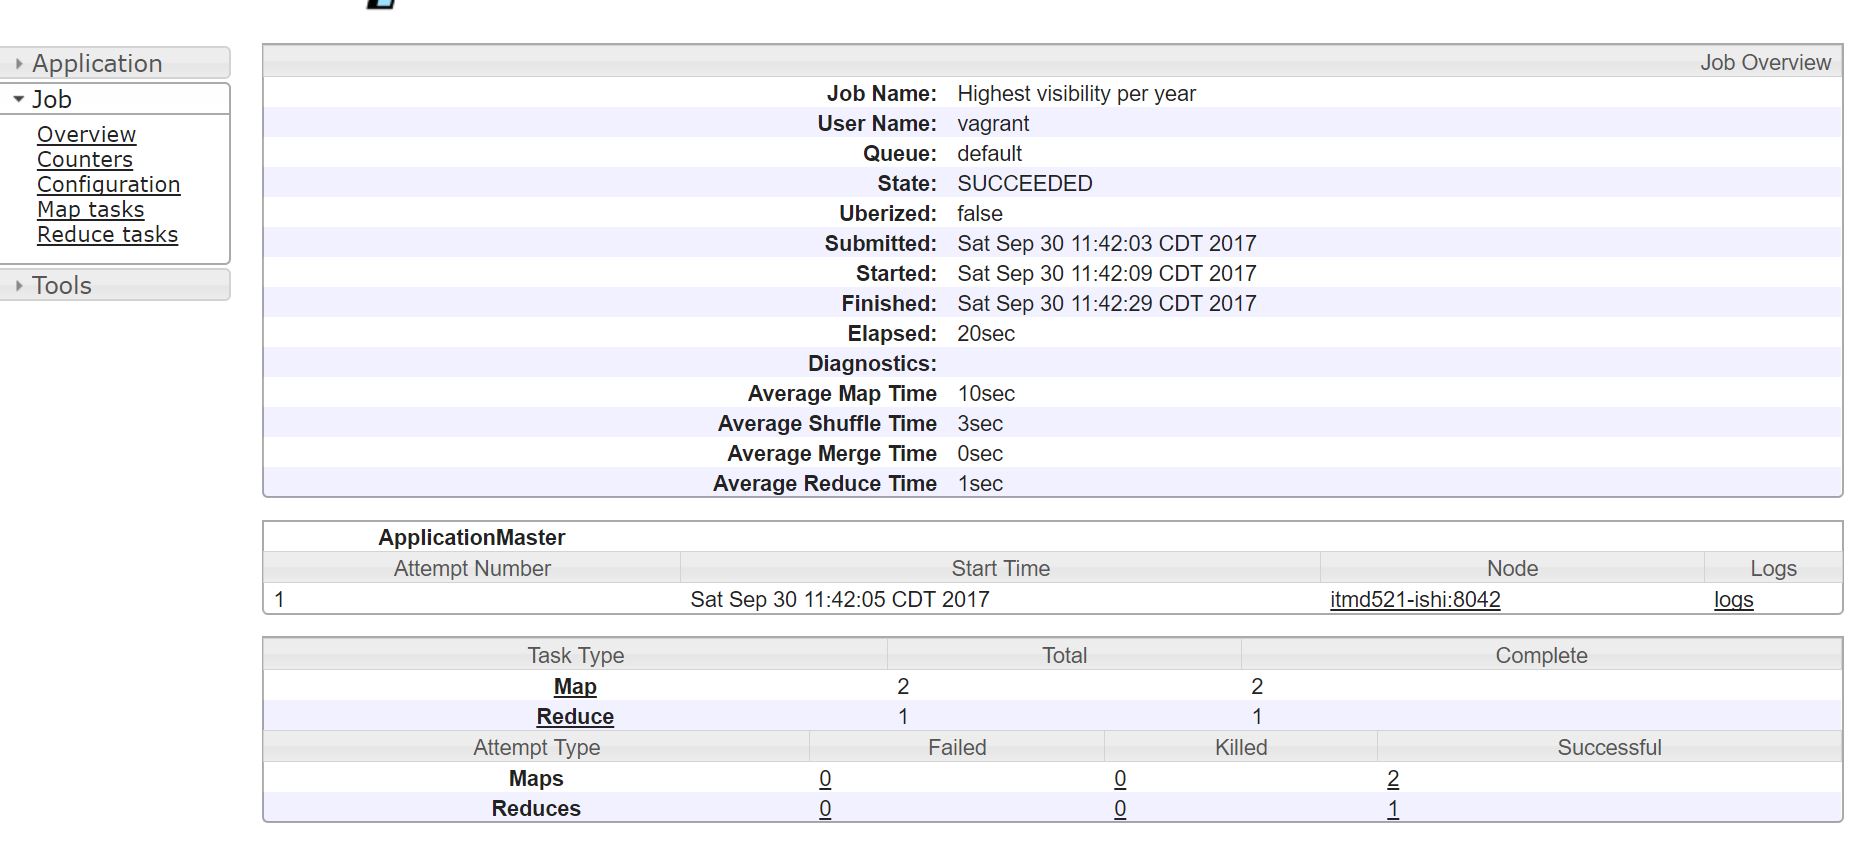 Application
Job
Overview
Counters
Configuration
Map tasks
Reduce tasks
Tools
Job Overview
Job Name: Highest visibility per year
User Name: vagrant
Queue: default
State: SUCCEEDED
Uberized: false
Submitted: Sat Sep 30 11:42:03 CDT 2017
Started: Sat Sep 30 11:42:09 CDT 2017
Finished: Sat Sep 30 11:42:29 CDT 2017
Elapsed: 20sec
Diagnostics:
Average Map Time 10sec
Average Shuffle Time 3sec
Average Merge Time 0sec
Average Reduce Time 1sec
ApplicationMaster
Attempt Number Start Time Node Logs
1 Sat Sep 30 11:42:05 CDT 2017 itmd521-ishi:8042 logs
Task Type Total Complete
Map 2 2
Reduce 1 1
Attempt Type Failed Killed Successful
Maps 0 0 2
Reduces 0 0 1